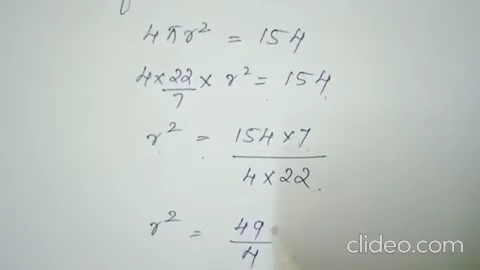 4πr² = 154
4×22/7 × r² = 154
r² = 154×7/4×22
r² = 49/4
clideo.com